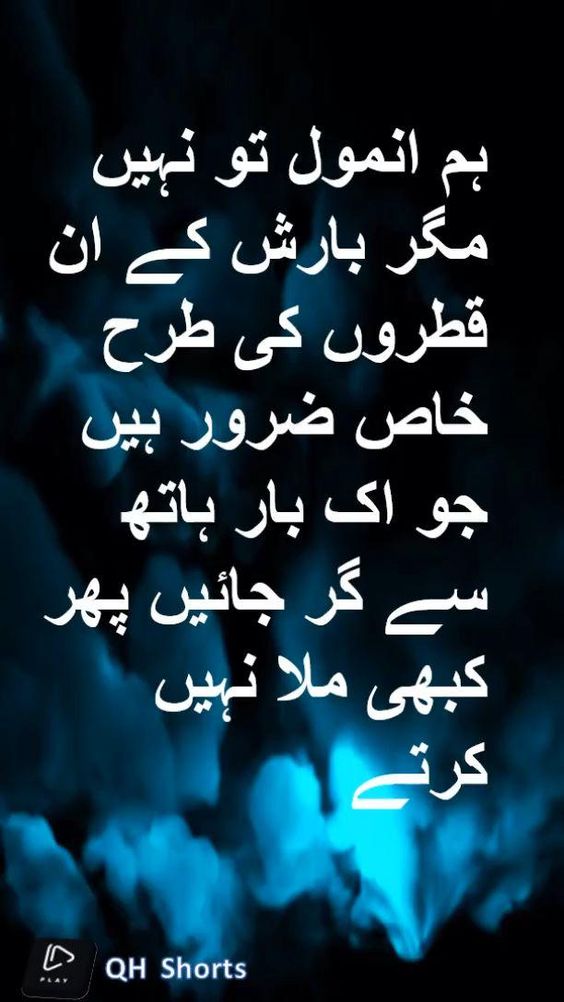 ہم انمول تو نہیں
مگر بارش کے ان
قطروں کی طرح
خاص ضرور ہیں
جو اک بار ہاتھ
سے گر جائیں پھر
کبھی ملا نہیں
کرتے
PLAY
QH Shorts